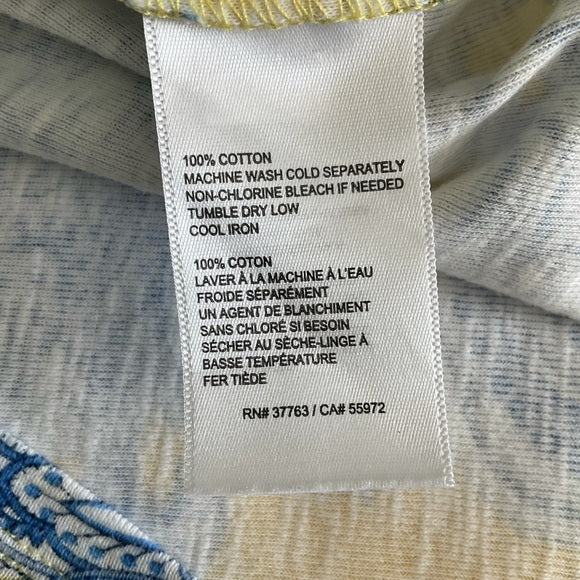 100% COTTON
MACHINE WASH COLD SEPARATELY
NON-CHLORINE BLEACH IF NEEDED
TUMBLE DRY LOW
COOL IRON
100% COTON
LAVER À LA MACHINE À L'EAU
FROIDE SÉPARÉMENT
UN AGENT DE BLANCHIMENT
SANS CHLORÉ SI BESOIN
SÉCHER AU SÈCHE-LINGE À
BASSE TEMPÉRATURE
FER TIÈDE
RN# 37763 / CA# 55972